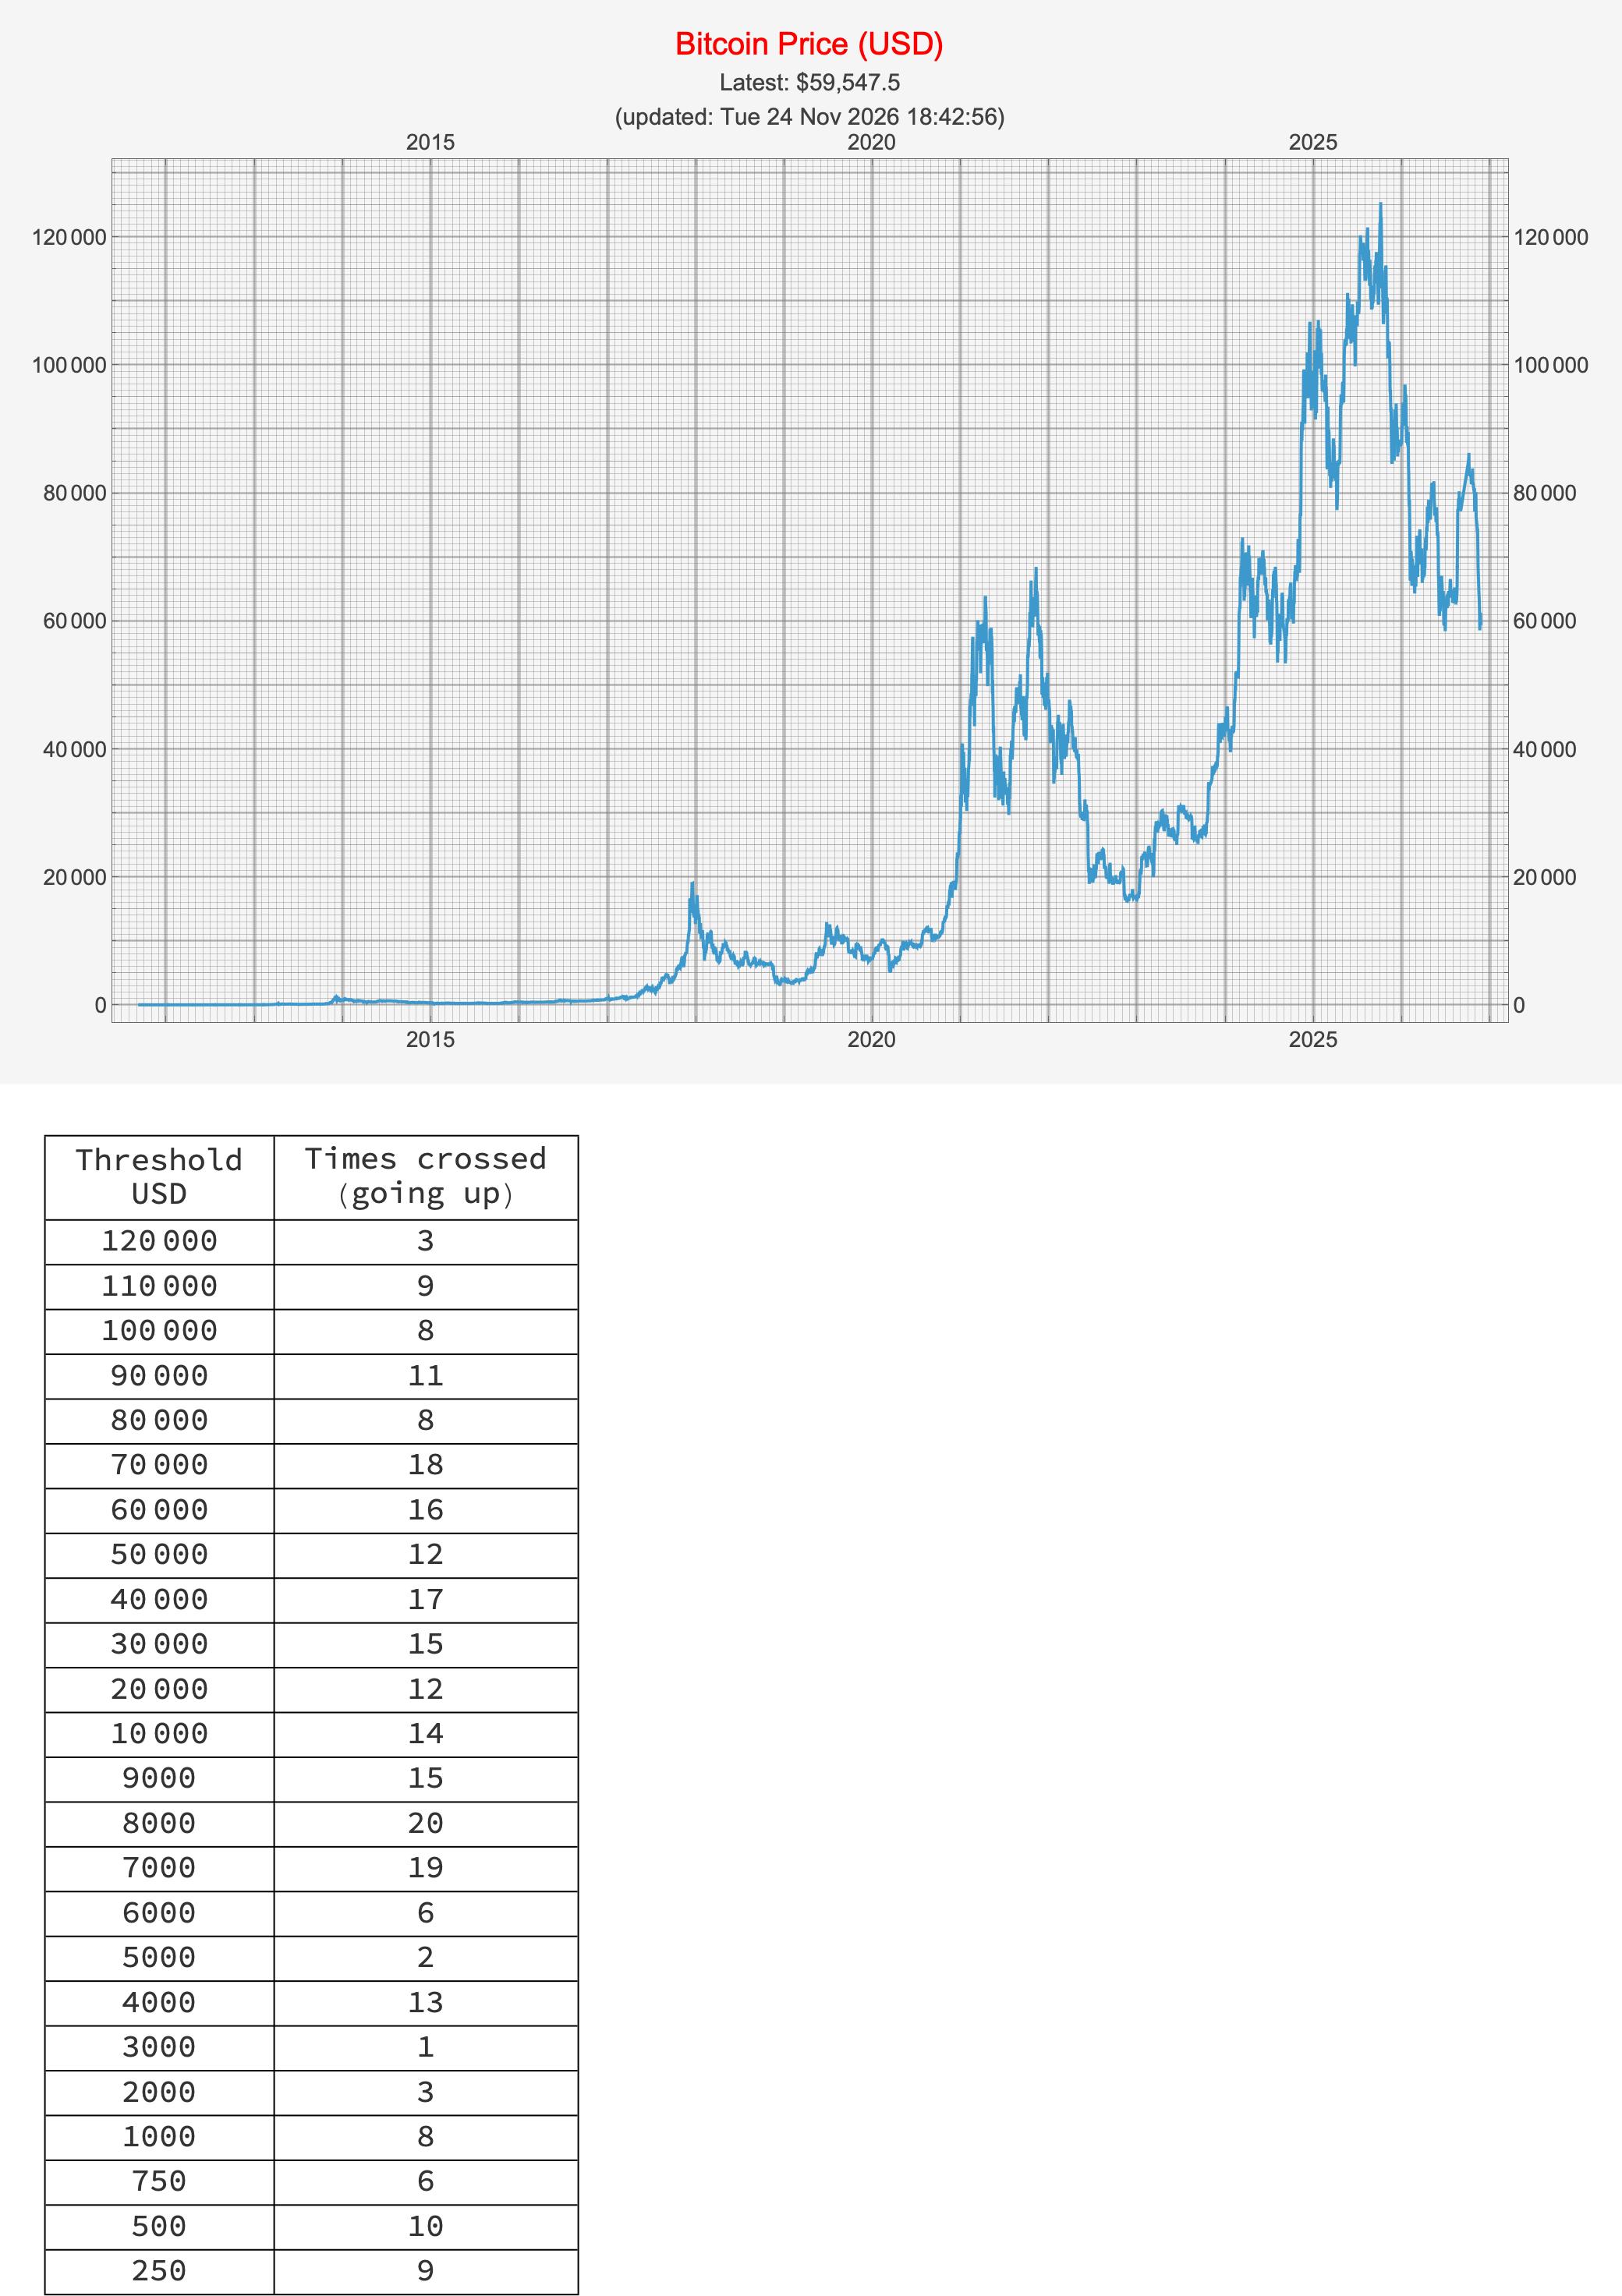 Bitcoin Price (USD)
Latest: $59,547.5
(updated: Tue 24 Nov 2026 18:42:56)
2015 2020 2025
120 000 120 000
100 000 100 000
80 000 80 000
60 000 60 000
40 000 40 000
20 000 20 000
0 0
2015 2020 2025
Threshold USD Times crossed (going up)
120 000 3
110 000 9
100 000 8
90 000 11
80 000 8
70 000 18
60 000 16
50 000 12
40 000 17
30 000 15
20 000 12
10 000 14
9000 15
8000 20
7000 19
6000 6
5000 2
4000 13
3000 1
2000 3
1000 8
750 6
500 10
250 9